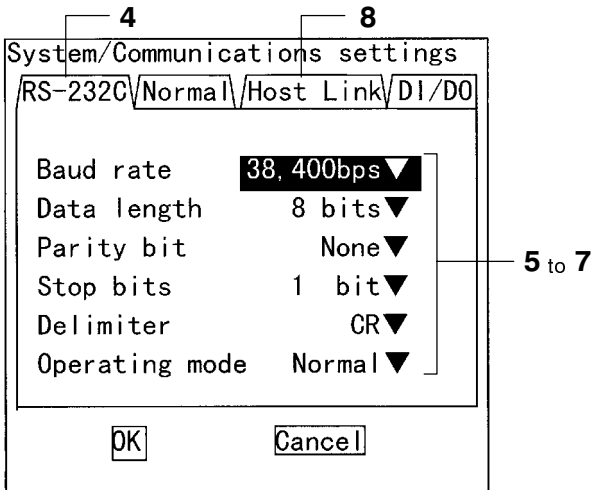 4 8
System/Communications settings
RS-232C Normal Host Link DI/DO
Baud rate 38,400bps▼
Data length 8 bits▼
Parity bit None▼
5 to 7
Stop bits 1 bit▼
Delimiter CR▼
Operating mode Normal▼
OK Cancel